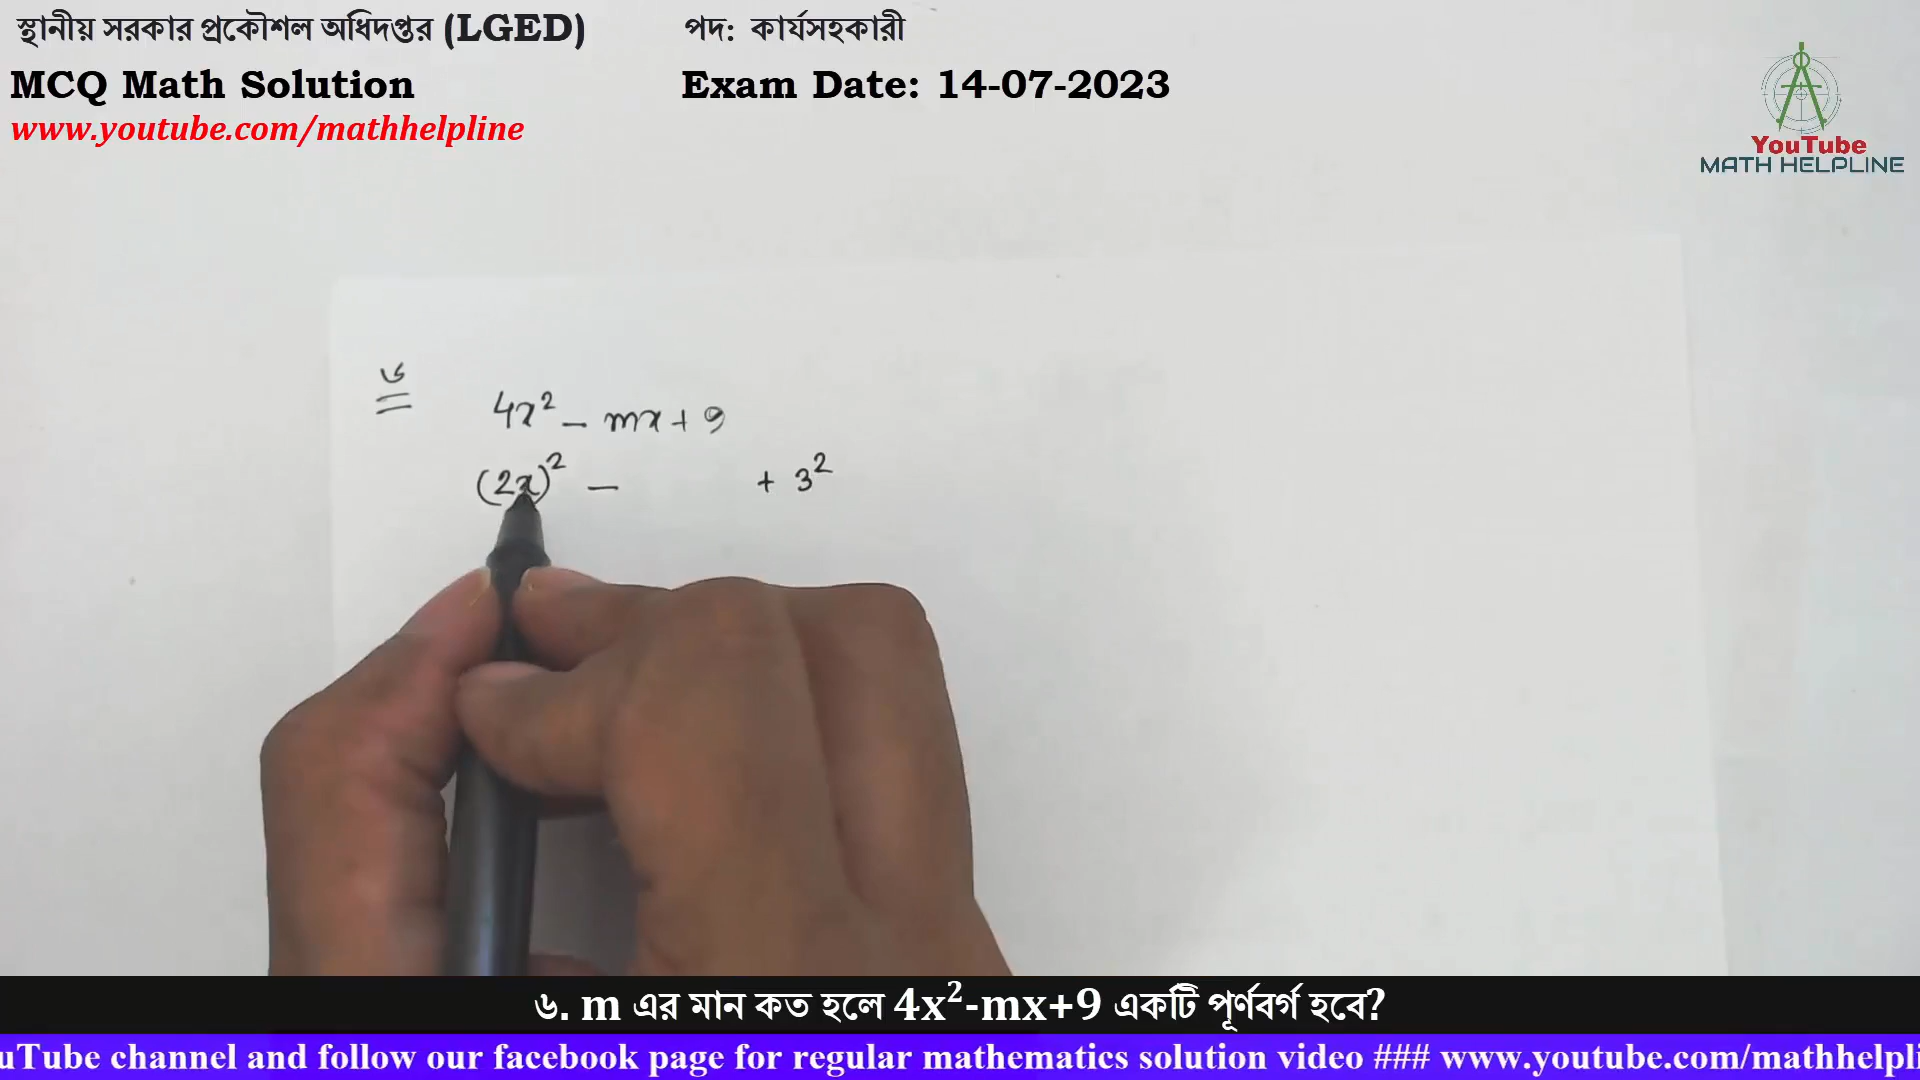 স্থানীয় সরকার প্রকৌশল অধিদপ্তর (LGED) পদ: কার্যসহকারী
MCQ Math Solution Exam Date: 14-07-2023
www.youtube.com/mathhelpline
YouTube
MATH HELPLINE
৬
4x² - mx + 9
(2x)² - + 3²
৬. m এর মান কত হলে 4x²-mx+9 একটি পূর্ণবর্গ হবে?
uTube channel and follow our facebook page for regular mathematics solution video ### www.youtube.com/mathhelpli